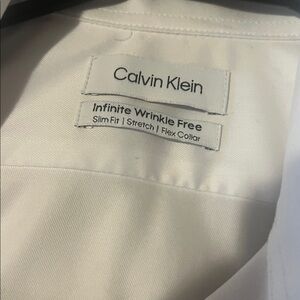 Calvin Klein
Infinite Wrinkle Free
Slim Fit | Stretch | Flex Collar